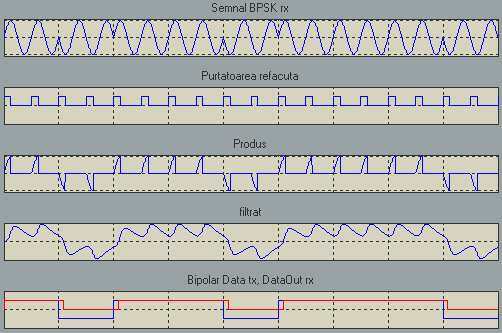 Semnal BPSK rx
Purtatoarea refacuta
Produs
filtrat
Bipolar Data tx, DataOut rx